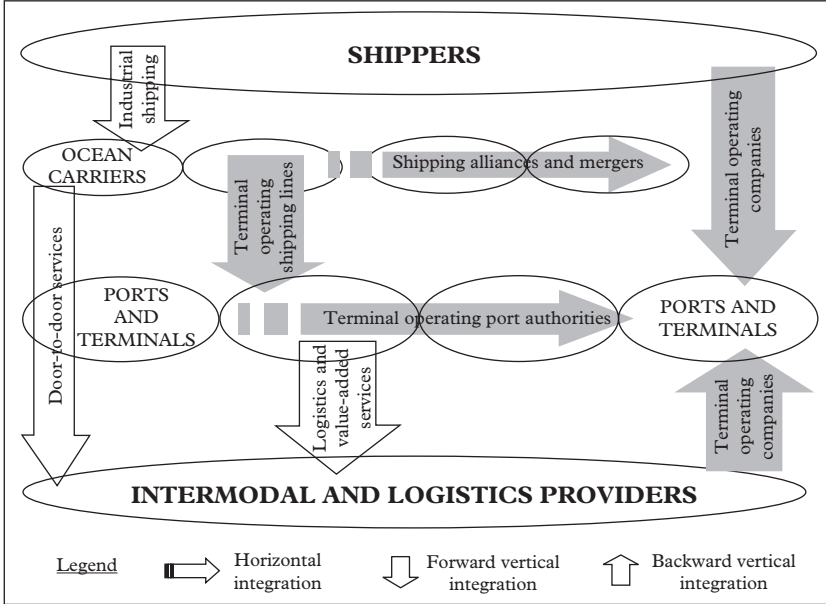 SHIPPERS
Industrial
shipping
OCEAN
CARRIERS
Shipping alliances and mergers
Terminal operating
companies
Terminal
operating
shipping lines
Door-to-door services
PORTS
AND
TERMINALS
Terminal operating port authorities
PORTS AND
TERMINALS
Logistics and
value-added
services
Terminal
operating
companies
INTERMODAL AND LOGISTICS PROVIDERS
Legend
Horizontal
integration
Forward vertical
integration
Backward vertical
integration